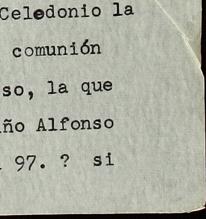 Celedonio la
comunión
so, la que
ño Alfonso
97. ? si